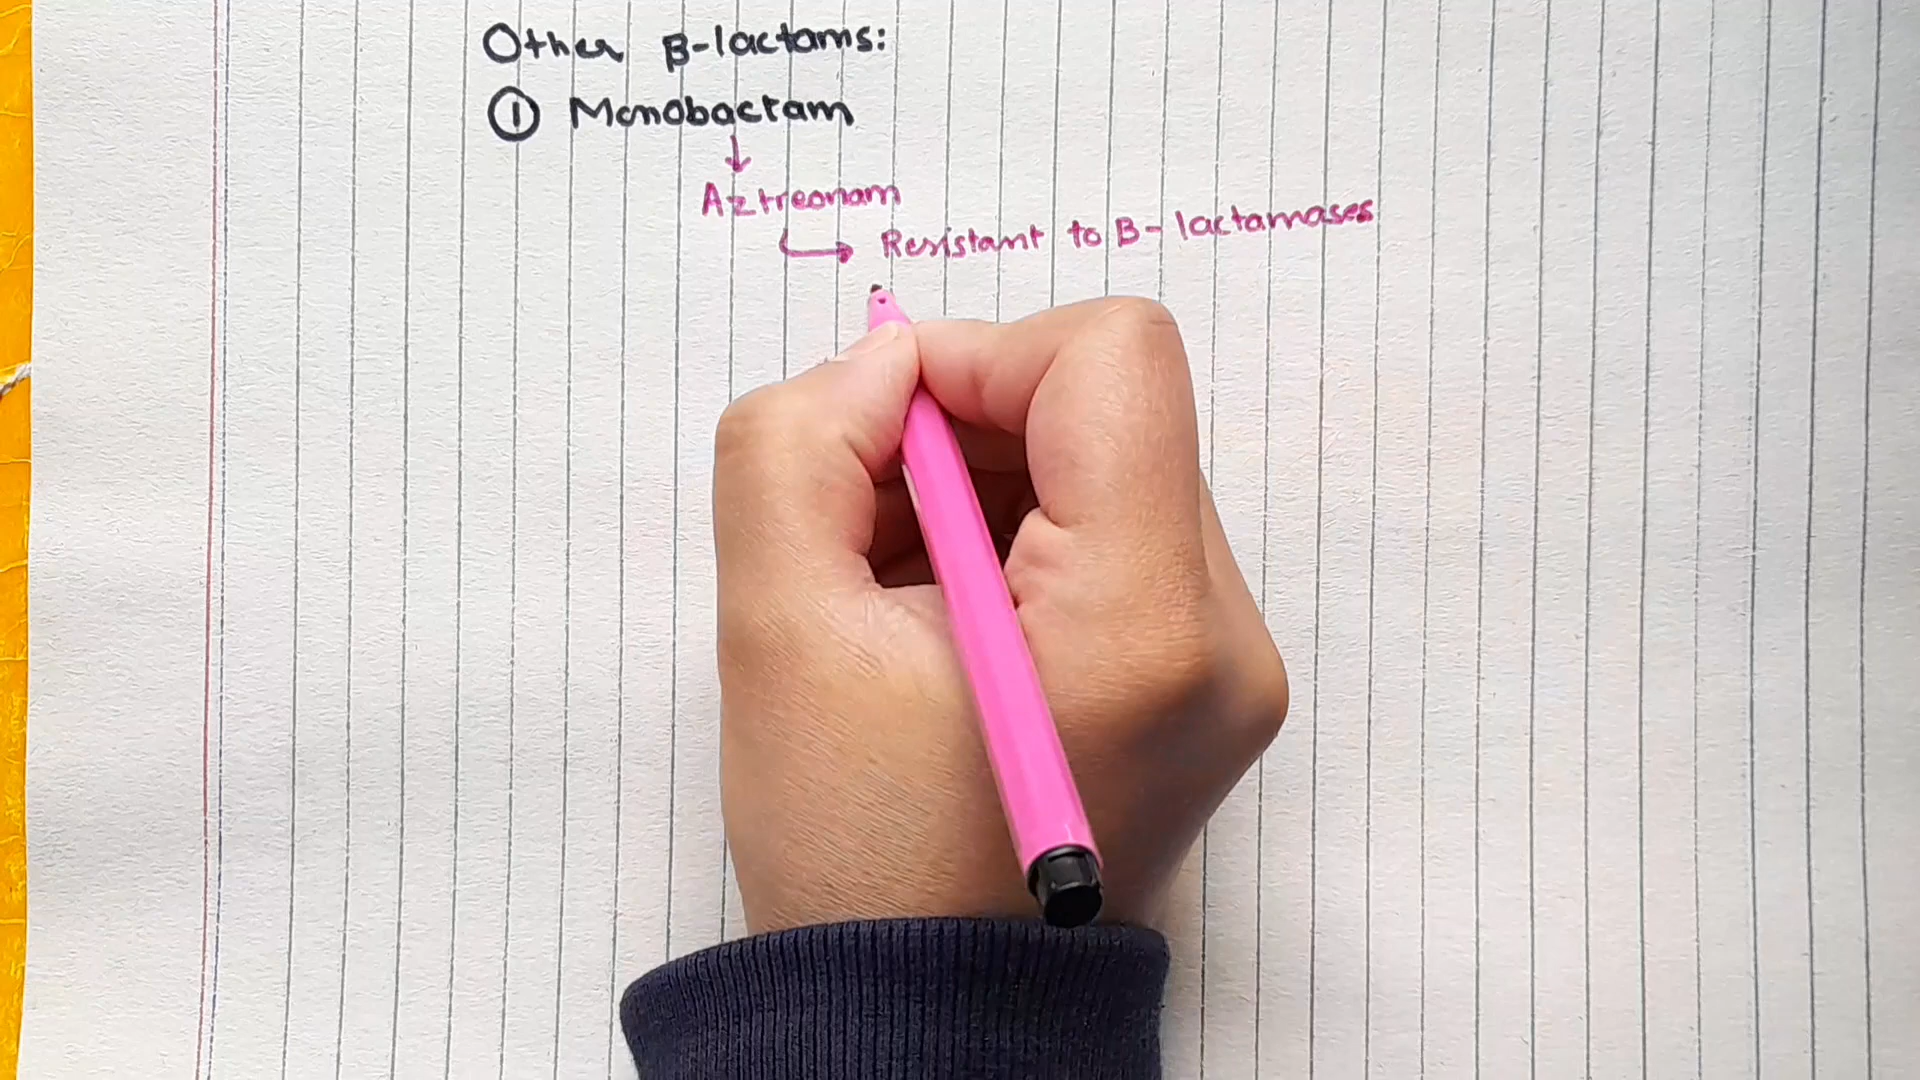 Other β-lactams:
① Monobactam
↓
Aztreonam
↳ Resistant to B-lactamases